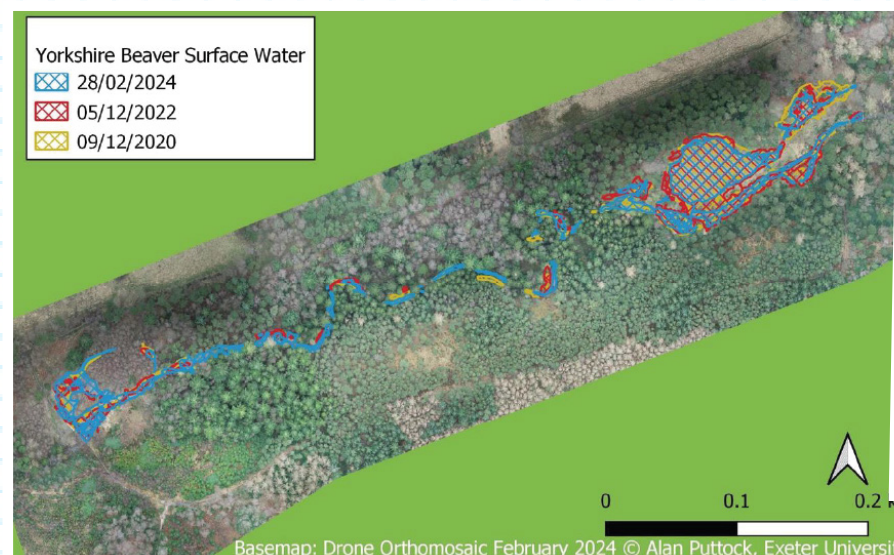 Yorkshire Beaver Surface Water
28/02/2024
05/12/2022
09/12/2020
0 0.1 0.2
Basemap: Drone Orthomosaic February 2024 © Alan Puttock, Exeter Universi